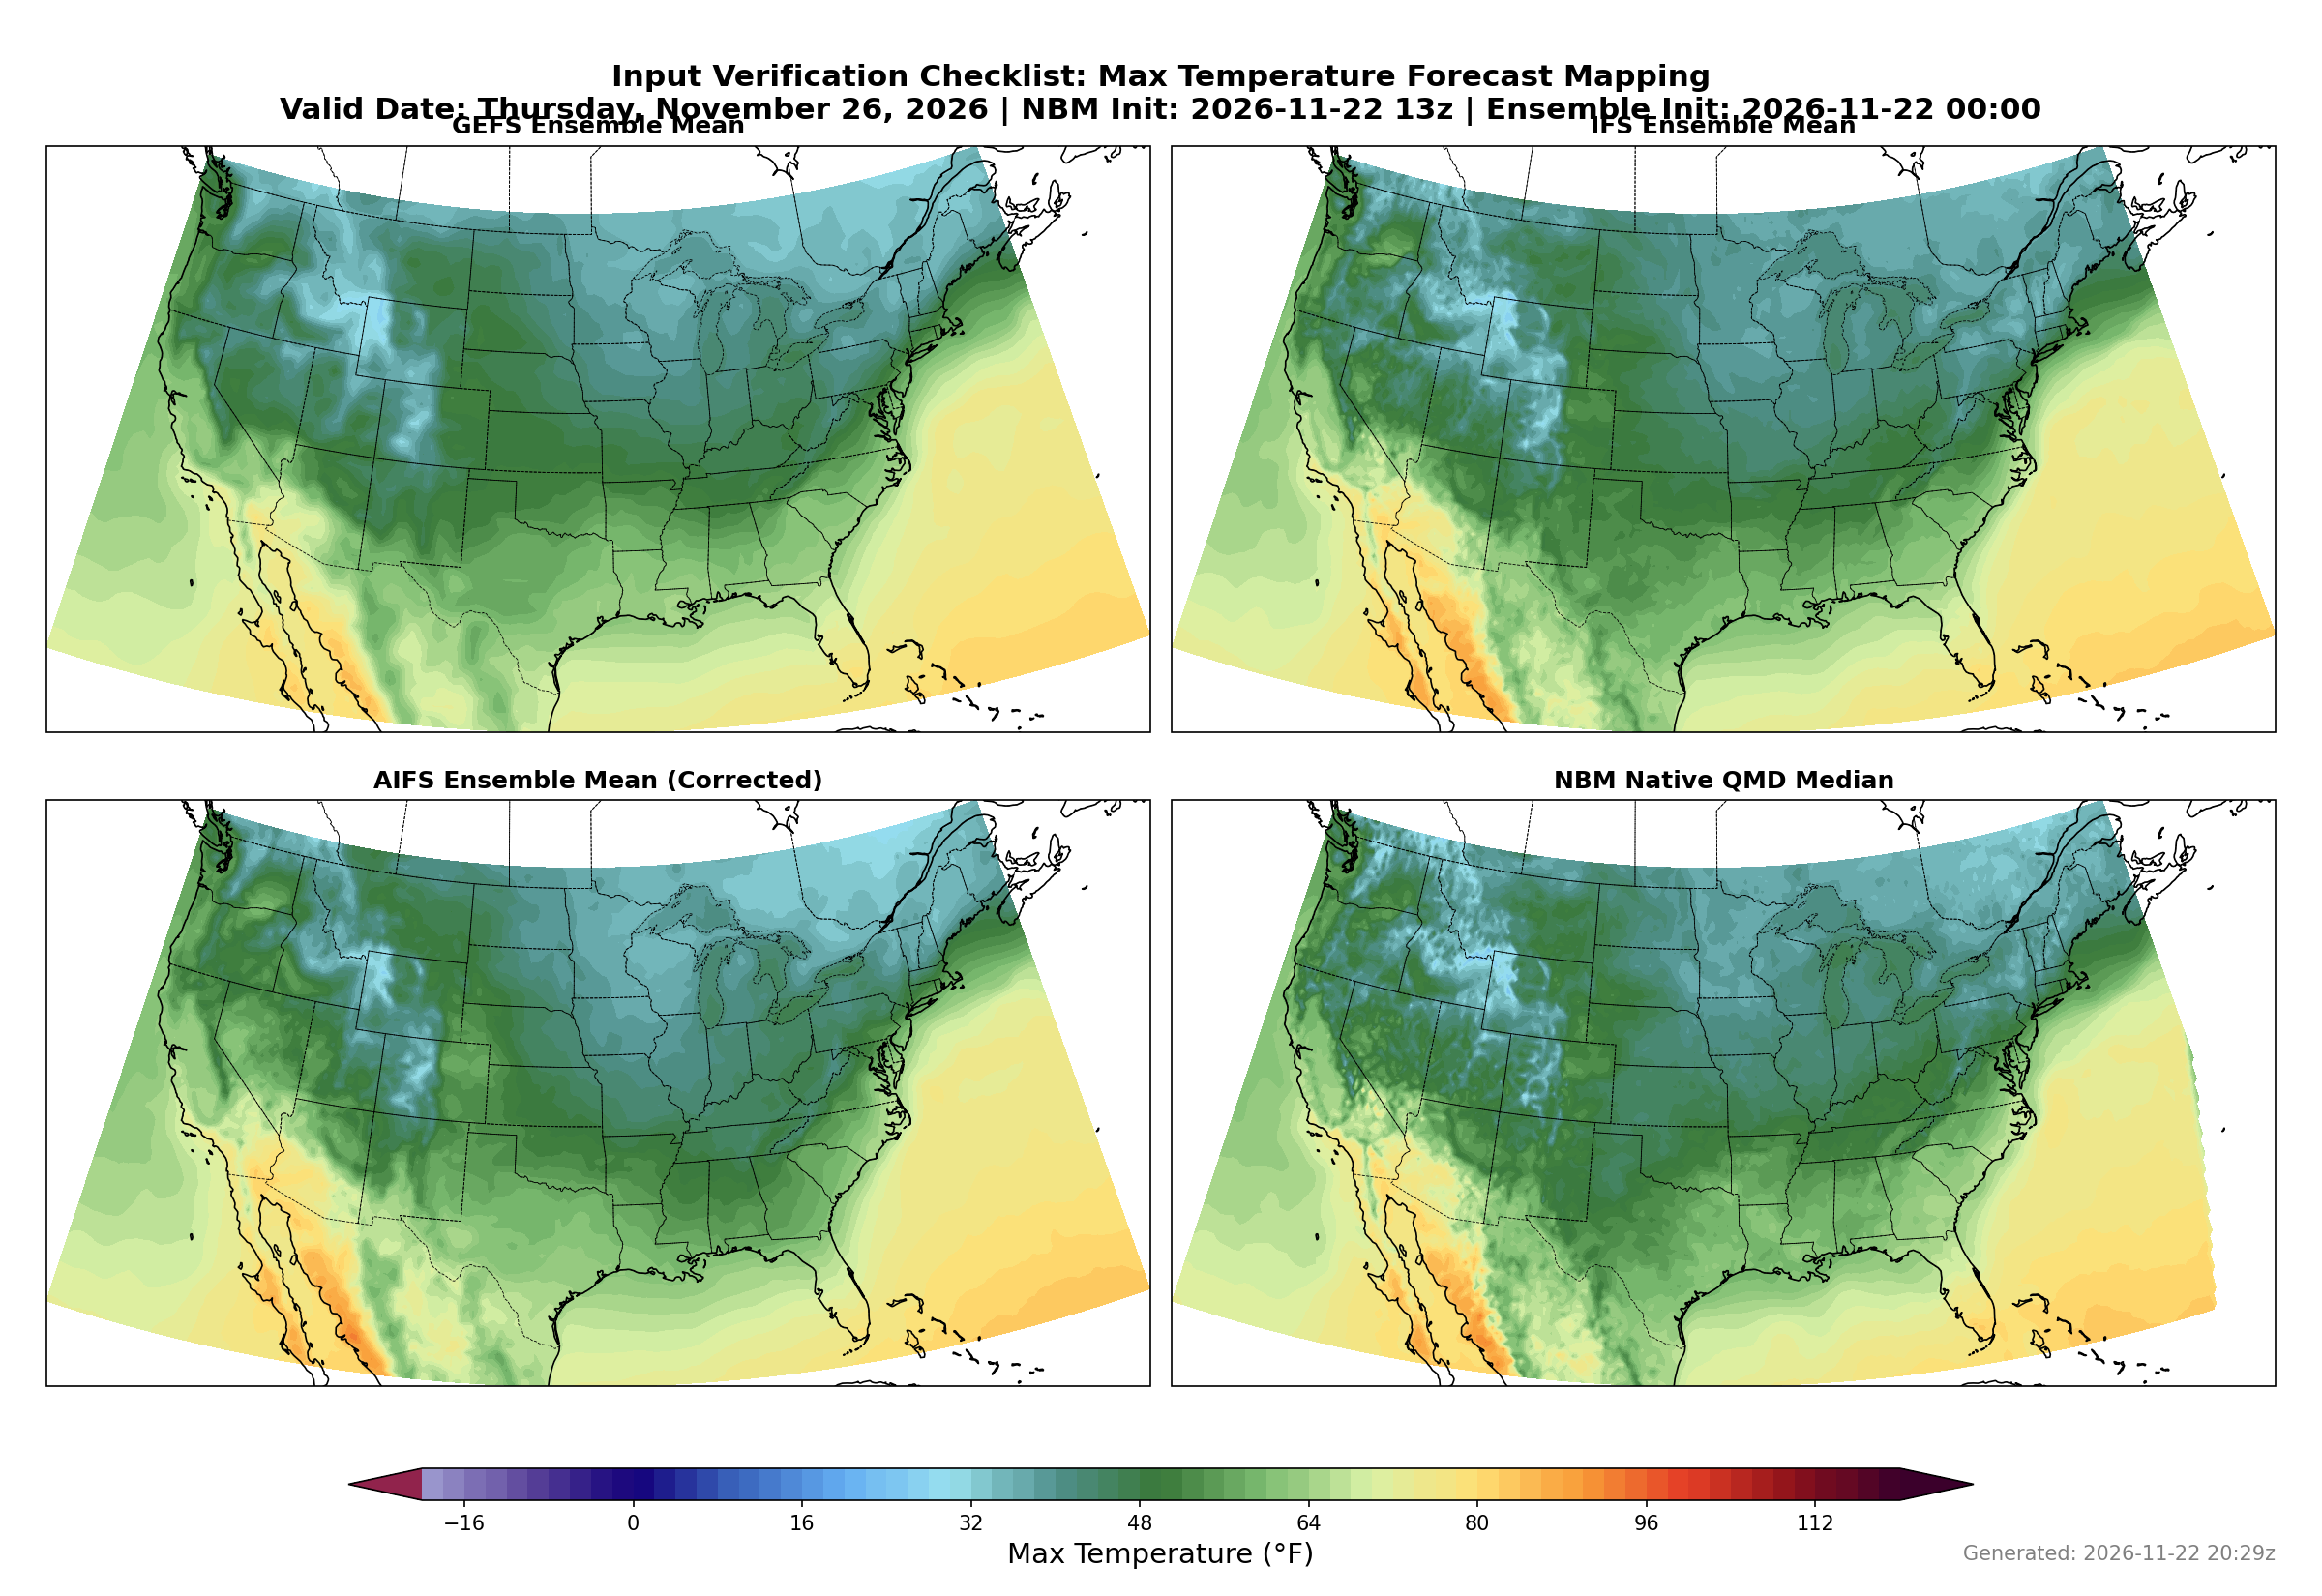 Input Verification Checklist: Max Temperature Forecast Mapping
Valid Date: Thursday, November 26, 2026 | NBM Init: 2026-11-22 13z | Ensemble Init: 2026-11-22 00:00
GEFS Ensemble Mean
IFS Ensemble Mean
AIFS Ensemble Mean (Corrected)
NBM Native QMD Median
−16 0 16 32 48 64 80 96 112
Max Temperature (°F)
Generated: 2026-11-22 20:29z